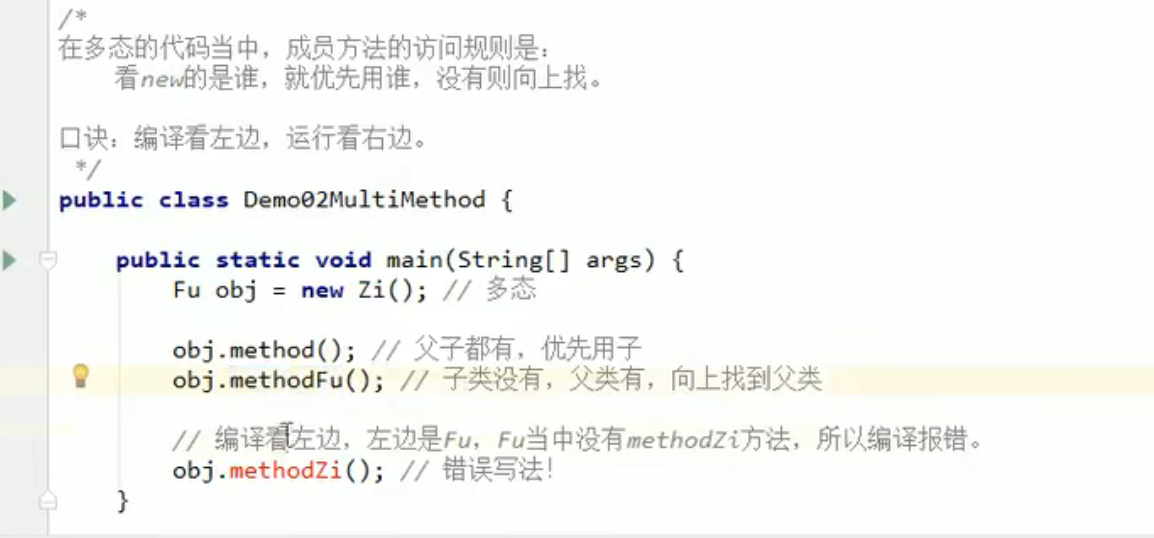 /*
在多态的代码当中，成员方法的访问规则是：
看new的是谁，就优先用谁，没有则向上找。
口诀：编译看左边，运行看右边。
*/
public class Demo02MultiMethod {
public static void main(String[] args) {
Fu obj = new Zi(); // 多态
obj.method(); // 父子都有，优先用子
obj.methodFu(); // 子类没有，父类有，向上找到父类
// 编译看左边，左边是Fu，Fu当中没有methodZi方法，所以编译报错。
obj.methodZi(); // 错误写法！
}